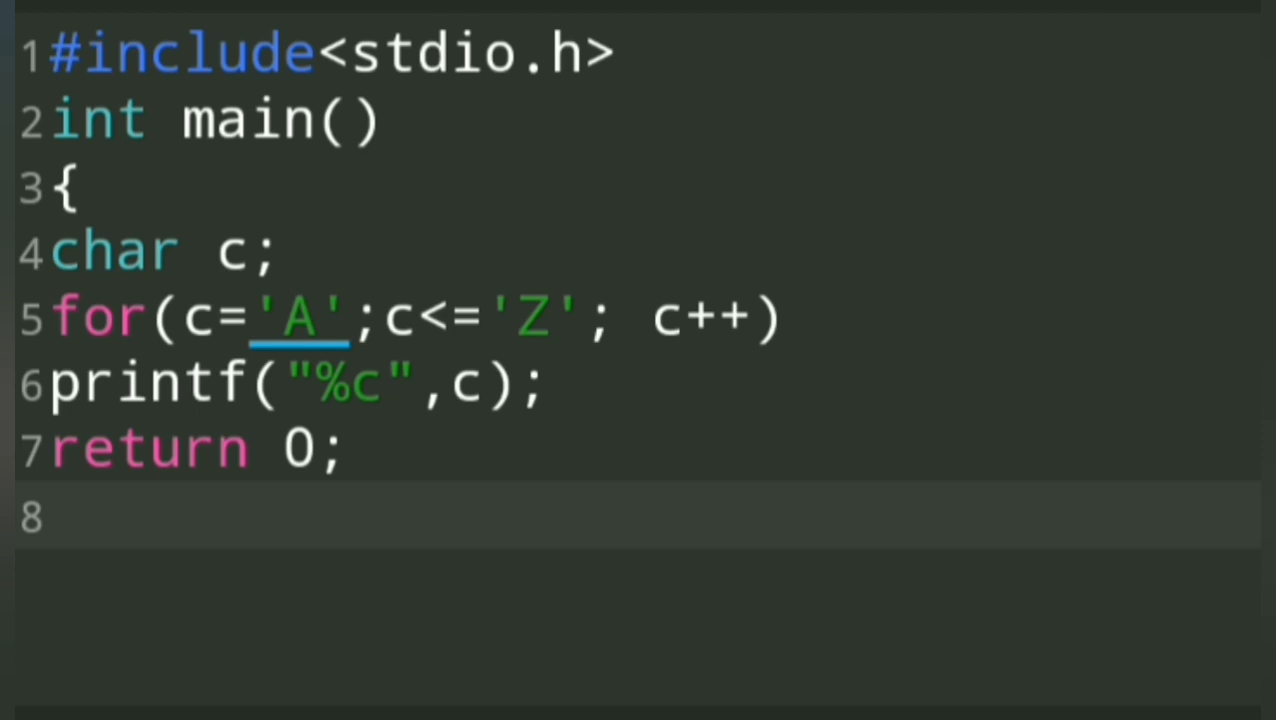 1#include<stdio.h>
2int main()
3{
4char c;
5for(c='A';c<='Z'; c++)
6printf("%c",c);
7return 0;
8